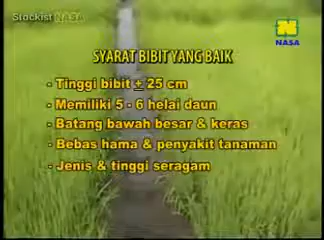 Stockist NASA
NASA
SYARAT BIBIT YANG BAIK
- Tinggi bibit ± 25 cm
- Memiliki 5 - 6 helai daun
- Batang bawah besar & keras
- Bebas hama & penyakit tanaman
- Jenis & tinggi seragam